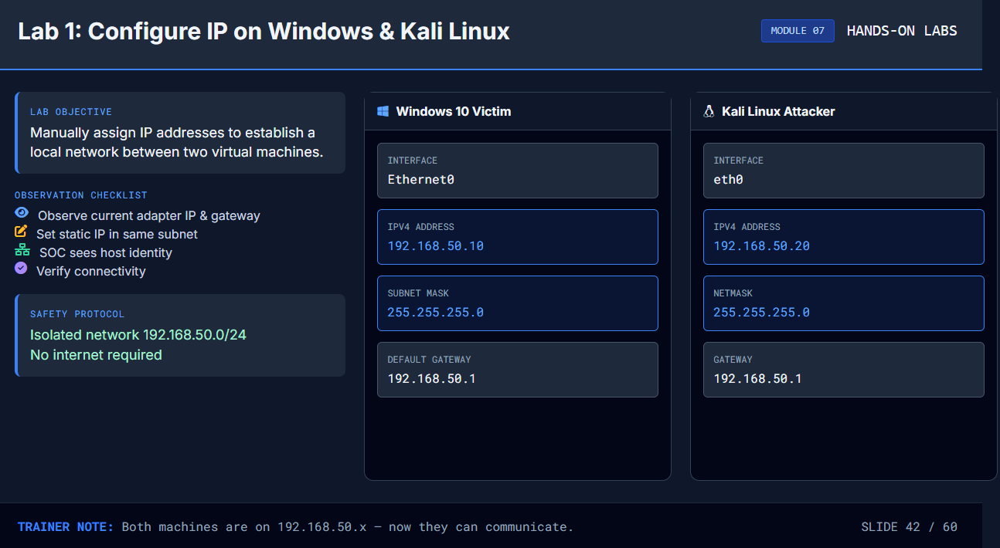 Lab 1: Configure IP on Windows & Kali Linux
MODULE 07
HANDS-ON LABS
LAB OBJECTIVE
Manually assign IP addresses to establish a
local network between two virtual machines.
OBSERVATION CHECKLIST
Observe current adapter IP & gateway
Set static IP in same subnet
SOC sees host identity
Verify connectivity
SAFETY PROTOCOL
Isolated network 192.168.50.0/24
No internet required
Windows 10 Victim
INTERFACE
Ethernet0
IPV4 ADDRESS
192.168.50.10
SUBNET MASK
255.255.255.0
DEFAULT GATEWAY
192.168.50.1
Kali Linux Attacker
INTERFACE
eth0
IPV4 ADDRESS
192.168.50.20
NETMASK
255.255.255.0
GATEWAY
192.168.50.1
TRAINER NOTE: Both machines are on 192.168.50.x — now they can communicate.
SLIDE 42 / 60